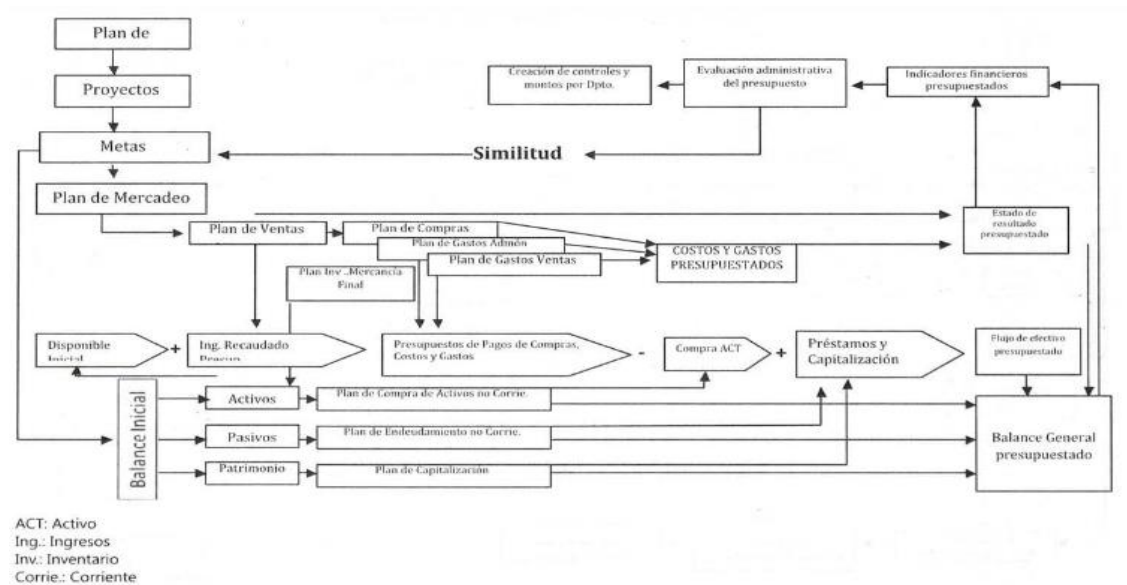 Plan de
Proyectos
Metas
Plan de Mercadeo
Creación de controles y
montos por Dpto.
Evaluación administrativa
del presupuesto
Indicadores financieros
presupuestados
Similitud
Plan de Ventas
Plan de Compras
Plan de Gastos Admón
Plan de Gastos Ventas
Plan Inv ..Mercancía
Final
COSTOS Y GASTOS
PRESUPUESTADOS
Estado de
resultado
presupuestado
Disponible
Inicial
+
Ing. Recaudado
Presup
Presupuestos de Pagos de Compras,
Costos y Gastos
-
Compra ACT
+
Préstamos y
Capitalización
Flujo de efectivo
presupuestado
Balance Inicial
Activos
Plan de Compra de Activos no Corrie.
Pasivos
Plan de Endeudamiento no Corrie.
Patrimonio
Plan de Capitalización
Balance General
presupuestado
ACT: Activo
Ing.: Ingresos
Inv.: Inventario
Corrie.: Corriente